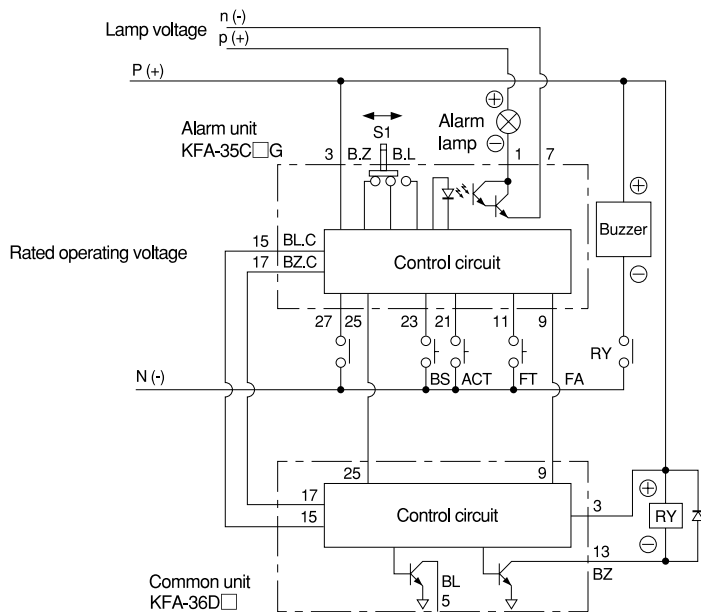 n (-)
Lamp voltage
p (+)
P (+)
Alarm unit
KFA-35C□G
S1
Alarm
lamp
3 B.Z B.L 1 7
Buzzer
Rated operating voltage
15 BL.C
17 BZ.C
Control circuit
27 25 23 21 11 9
RY
N (-)
BS ACT FT FA
25 9
17
15
Control circuit
3
RY
13
BZ
BL
5
Common unit
KFA-36D□